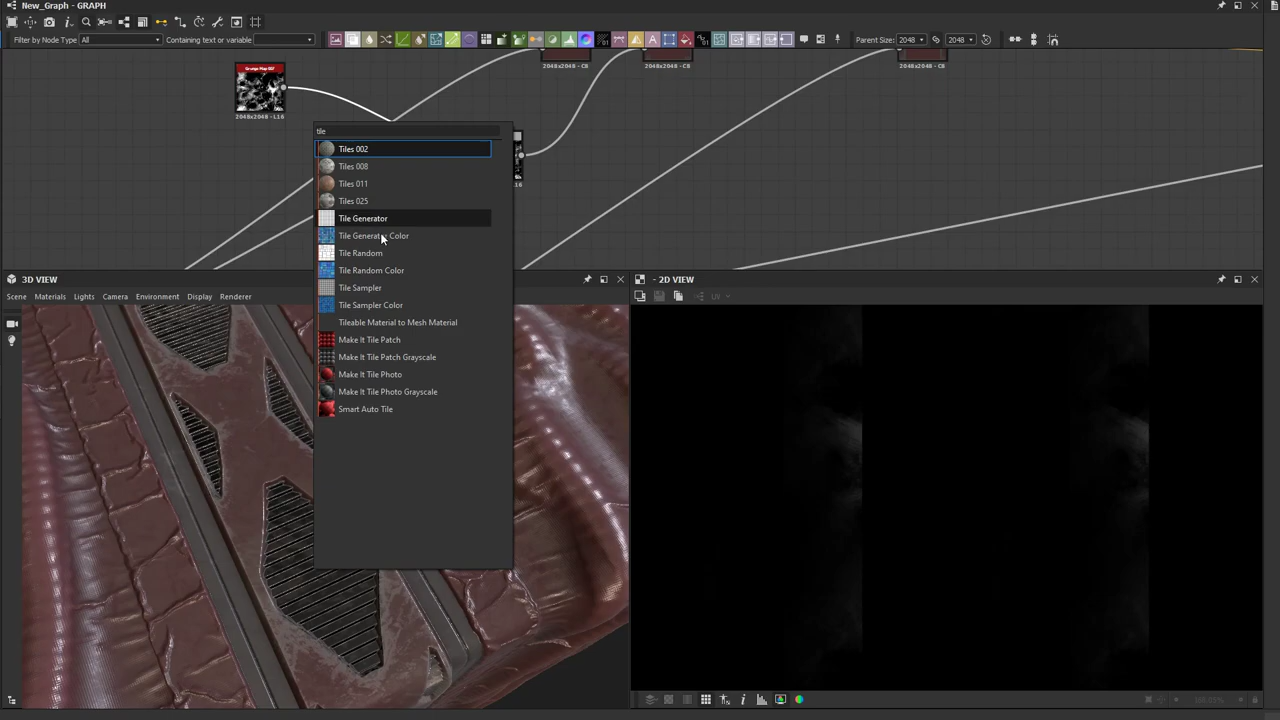 New_Graph - GRAPH
Filter by Node Type All Containing text or variable Parent Size: 2048 2048
Grunge Map 007
2048x2048 - L16
2048x2048 - C8
2048x2048 - C8
2048x2048 - C8
tile
Tiles 002
Tiles 008
Tiles 011
Tiles 025
Tile Generator
Tile Generator Color
Tile Random
Tile Random Color
Tile Sampler
Tile Sampler Color
Tileable Material to Mesh Material
Make It Tile Patch
Make It Tile Patch Grayscale
Make It Tile Photo
Make It Tile Photo Grayscale
Smart Auto Tile
16
3D VIEW
Scene Materials Lights Camera Environment Display Renderer
- 2D VIEW
UV